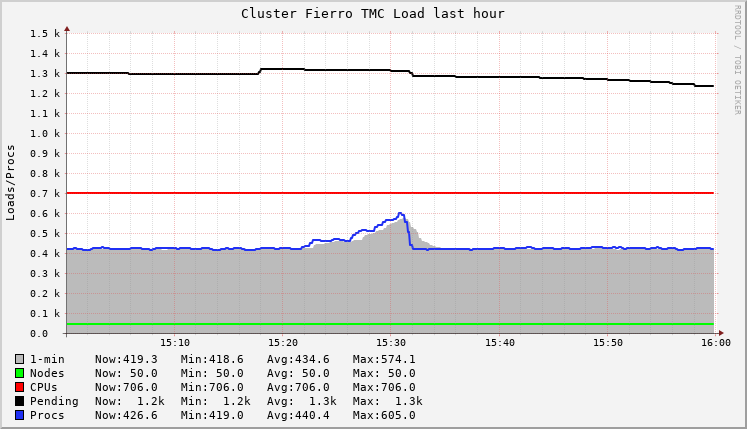 Cluster Fierro TMC Load last hour
RRDTOOL / TOBI OETIKER
Loads/Procs
1.5 k
1.4 k
1.3 k
1.2 k
1.1 k
1.0 k
0.9 k
0.8 k
0.7 k
0.6 k
0.5 k
0.4 k
0.3 k
0.2 k
0.1 k
0.0
15:10 15:20 15:30 15:40 15:50 16:00
1-min Now:419.3 Min:418.6 Avg:434.6 Max:574.1
Nodes Now: 50.0 Min: 50.0 Avg: 50.0 Max: 50.0
CPUs Now:706.0 Min:706.0 Avg:706.0 Max:706.0
Pending Now: 1.2k Min: 1.2k Avg: 1.3k Max: 1.3k
Procs Now:426.6 Min:419.0 Avg:440.4 Max:605.0